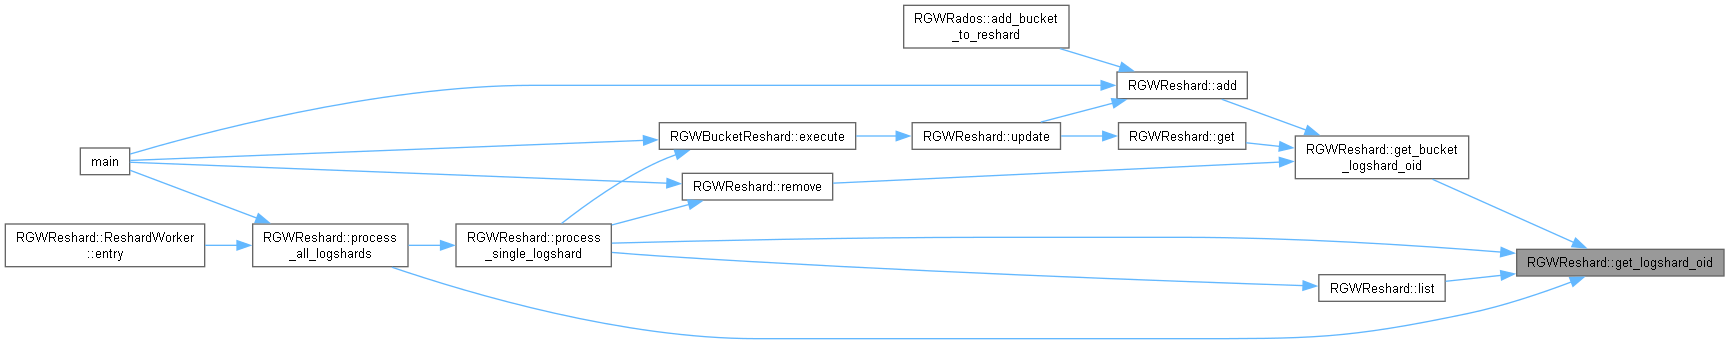 RGWRados::add_bucket
_to_reshard
RGWReshard::add
RGWBucketReshard::execute
RGWReshard::update
RGWReshard::get
RGWReshard::get_bucket
_logshard_oid
main
RGWReshard::remove
RGWReshard::ReshardWorker
::entry
RGWReshard::process
_all_logshards
RGWReshard::process
_single_logshard
RGWReshard::get_logshard_oid
RGWReshard::list